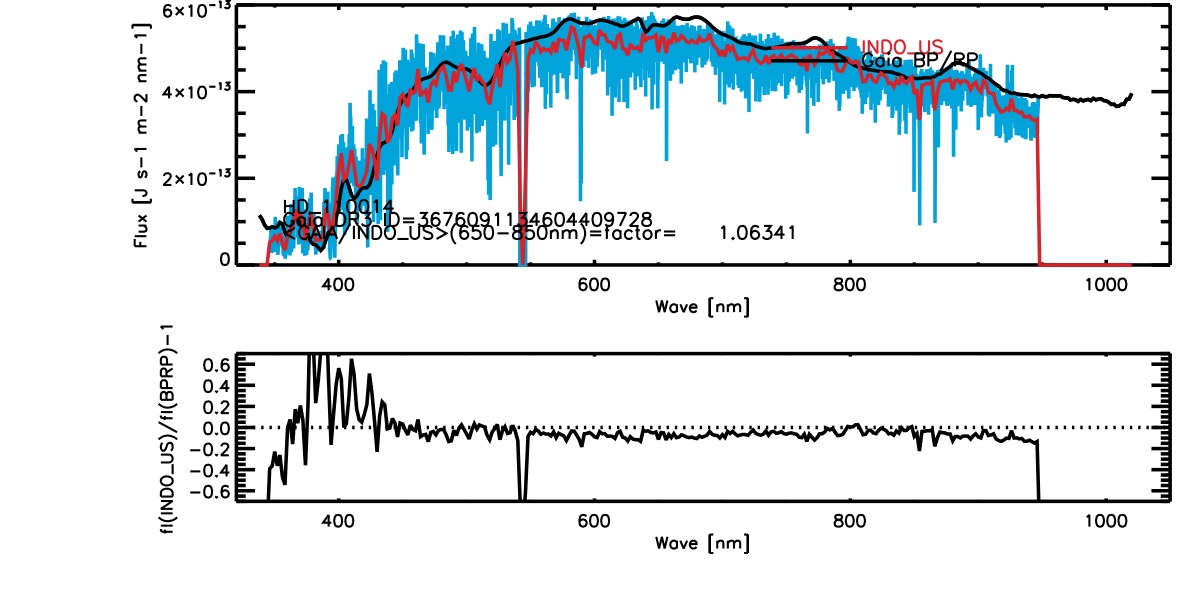 6×10⁻¹³
4×10⁻¹³
2×10⁻¹³
0
Flux [J s−1 m−2 nm−1]
INDO_US
Gaia BP/RP
HD_110014
Gaia DR3 ID=3676091134604409728
<GAIA/INDO_US>(650−850nm)=factor= 1.06341
400 600 800 1000
Wave [nm]
fl(INDO_US)/fl(BPRP)−1
0.6
0.4
0.2
0.0
−0.2
−0.4
−0.6
400 600 800 1000
Wave [nm]